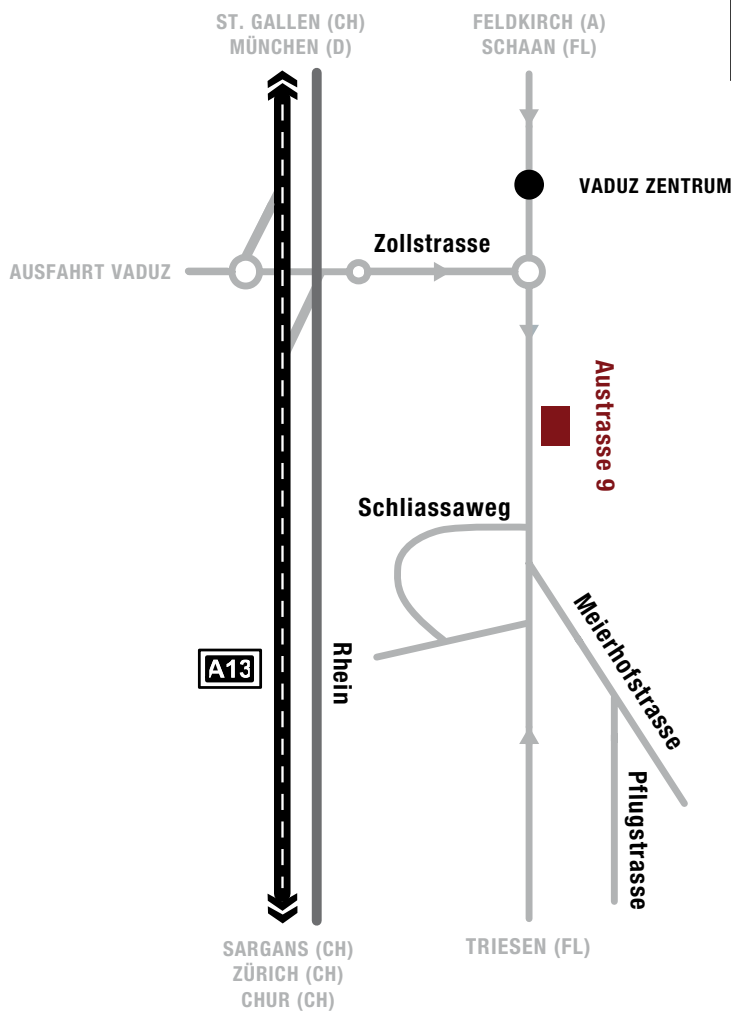 ST. GALLEN (CH)
MÜNCHEN (D)
FELDKIRCH (A)
SCHAAN (FL)
VADUZ ZENTRUM
Zollstrasse
AUSFAHRT VADUZ
Austrasse 9
Schliassaweg
Meierhofstrasse
Rhein
A13
Pflugstrasse
SARGANS (CH)
ZÜRICH (CH)
CHUR (CH)
TRIESEN (FL)